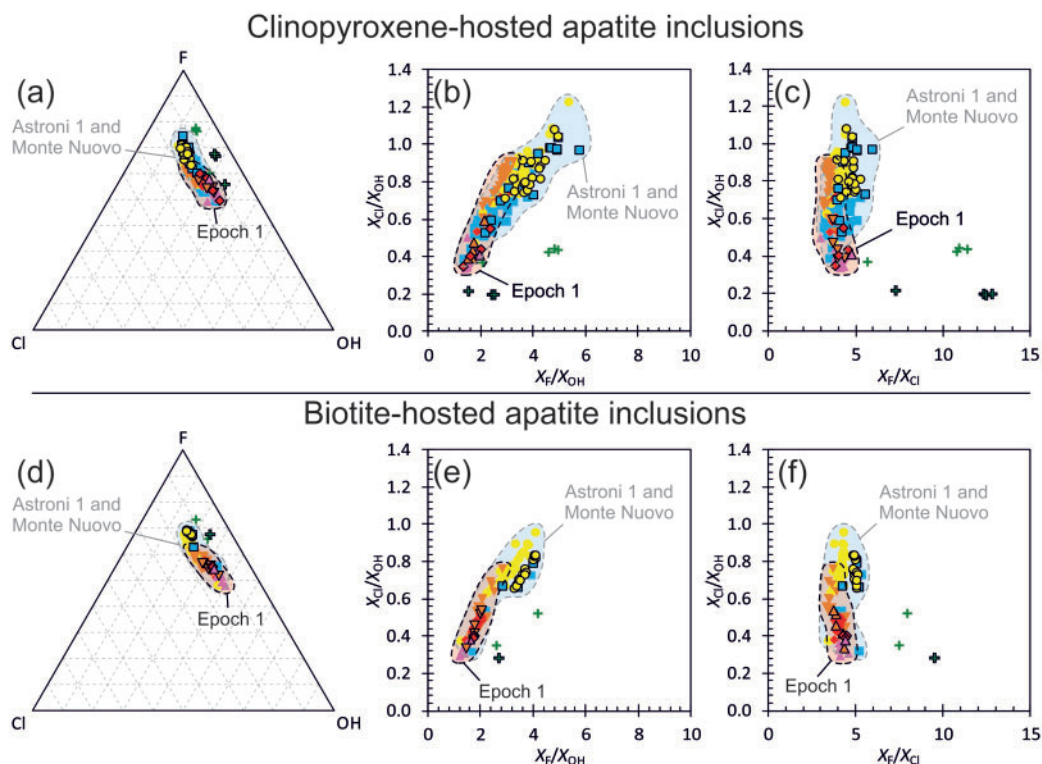 Clinopyroxene-hosted apatite inclusions
(a)
F
Astroni 1 and
Monte Nuovo
Epoch 1
Cl
OH
(b)
1.4
1.2
1.0
0.8
0.6
0.4
0.2
0.0
XCl/XOH
Astroni 1 and
Monte Nuovo
Epoch 1
0 2 4 6 8 10
XF/XOH
(c)
1.4
1.2
1.0
0.8
0.6
0.4
0.2
0.0
XCl/XOH
Astroni 1 and
Monte Nuovo
Epoch 1
0 5 10 15
XF/XCl
Biotite-hosted apatite inclusions
(d)
F
Astroni 1 and
Monte Nuovo
Epoch 1
Cl
OH
(e)
1.4
1.2
1.0
0.8
0.6
0.4
0.2
0.0
XCl/XOH
Astroni 1 and
Monte Nuovo
Epoch 1
0 2 4 6 8 10
XF/XOH
(f)
1.4
1.2
1.0
0.8
0.6
0.4
0.2
0.0
XCl/XOH
Astroni 1 and
Monte Nuovo
Epoch 1
0 5 10 15
XF/XCl